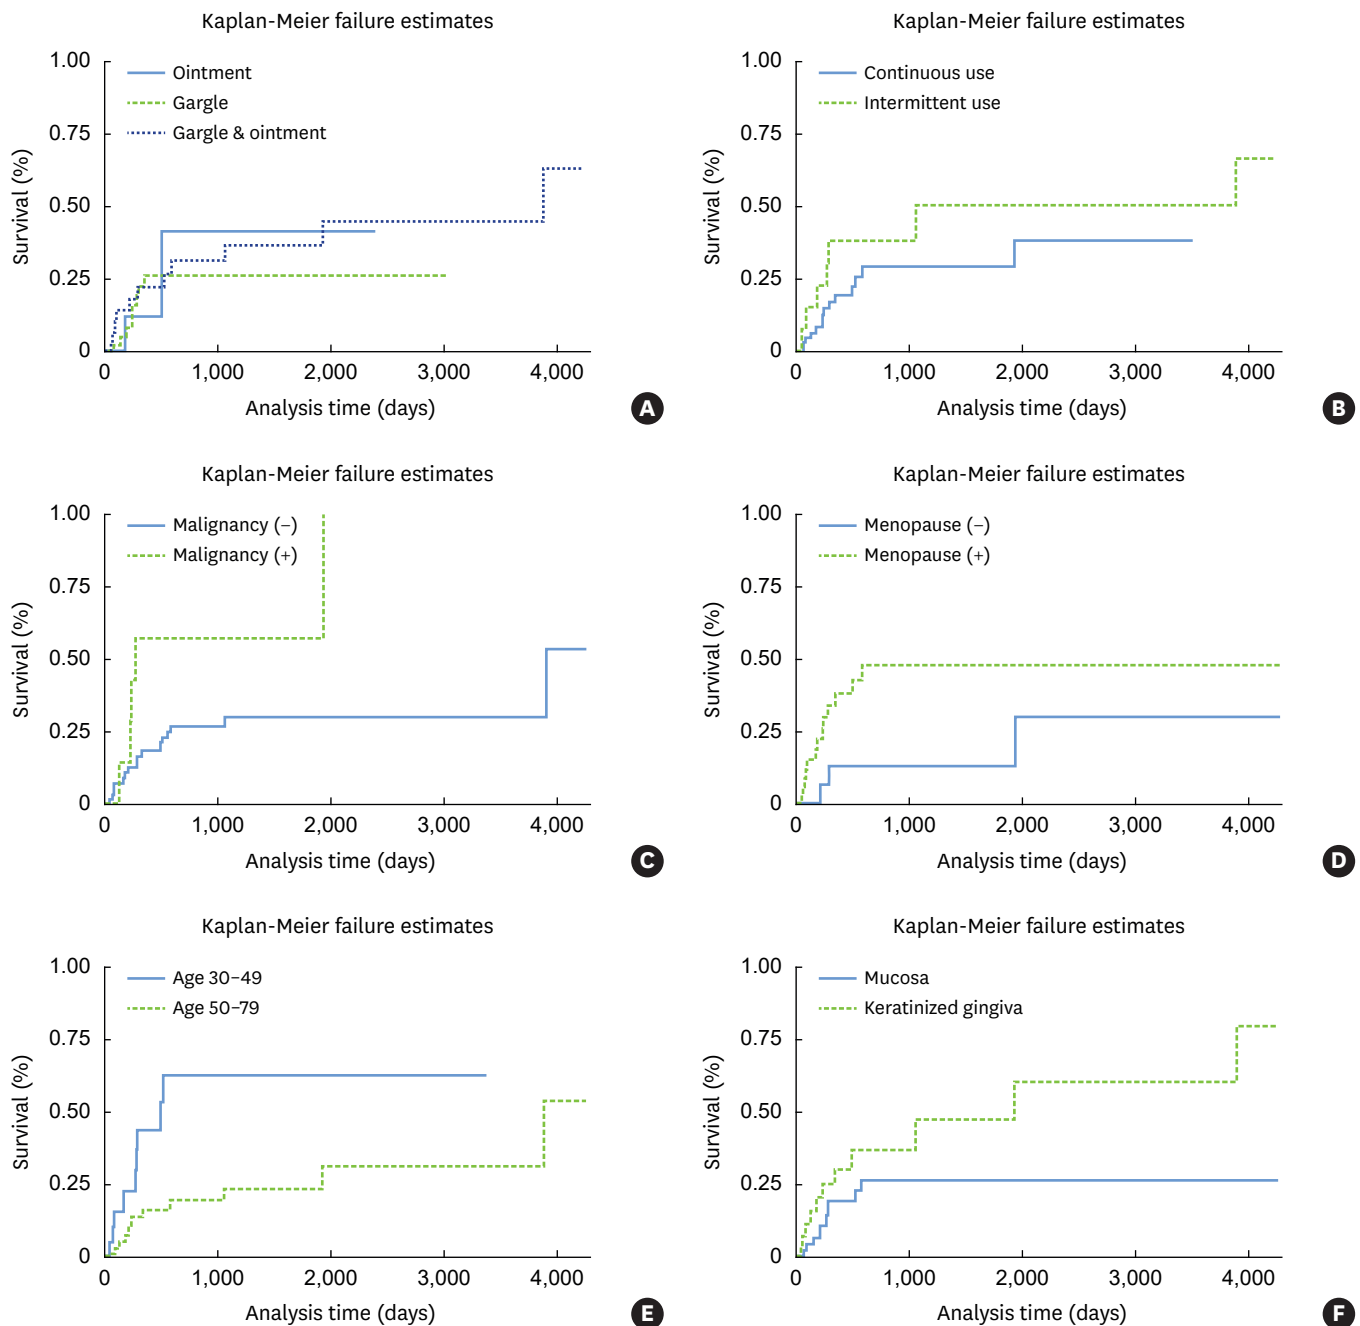 Kaplan-Meier failure estimates
1.00
0.75
0.50
0.25
0
Survival (%)
Ointment
Gargle
Gargle & ointment
0 1,000 2,000 3,000 4,000
Analysis time (days)
A
Kaplan-Meier failure estimates
1.00
0.75
0.50
0.25
0
Survival (%)
Continuous use
Intermittent use
0 1,000 2,000 3,000 4,000
Analysis time (days)
B
Kaplan-Meier failure estimates
1.00
0.75
0.50
0.25
0
Survival (%)
Malignancy (−)
Malignancy (+)
0 1,000 2,000 3,000 4,000
Analysis time (days)
C
Kaplan-Meier failure estimates
1.00
0.75
0.50
0.25
0
Survival (%)
Menopause (−)
Menopause (+)
0 1,000 2,000 3,000 4,000
Analysis time (days)
D
Kaplan-Meier failure estimates
1.00
0.75
0.50
0.25
0
Survival (%)
Age 30–49
Age 50–79
0 1,000 2,000 3,000 4,000
Analysis time (days)
E
Kaplan-Meier failure estimates
1.00
0.75
0.50
0.25
0
Survival (%)
Mucosa
Keratinized gingiva
0 1,000 2,000 3,000 4,000
Analysis time (days)
F